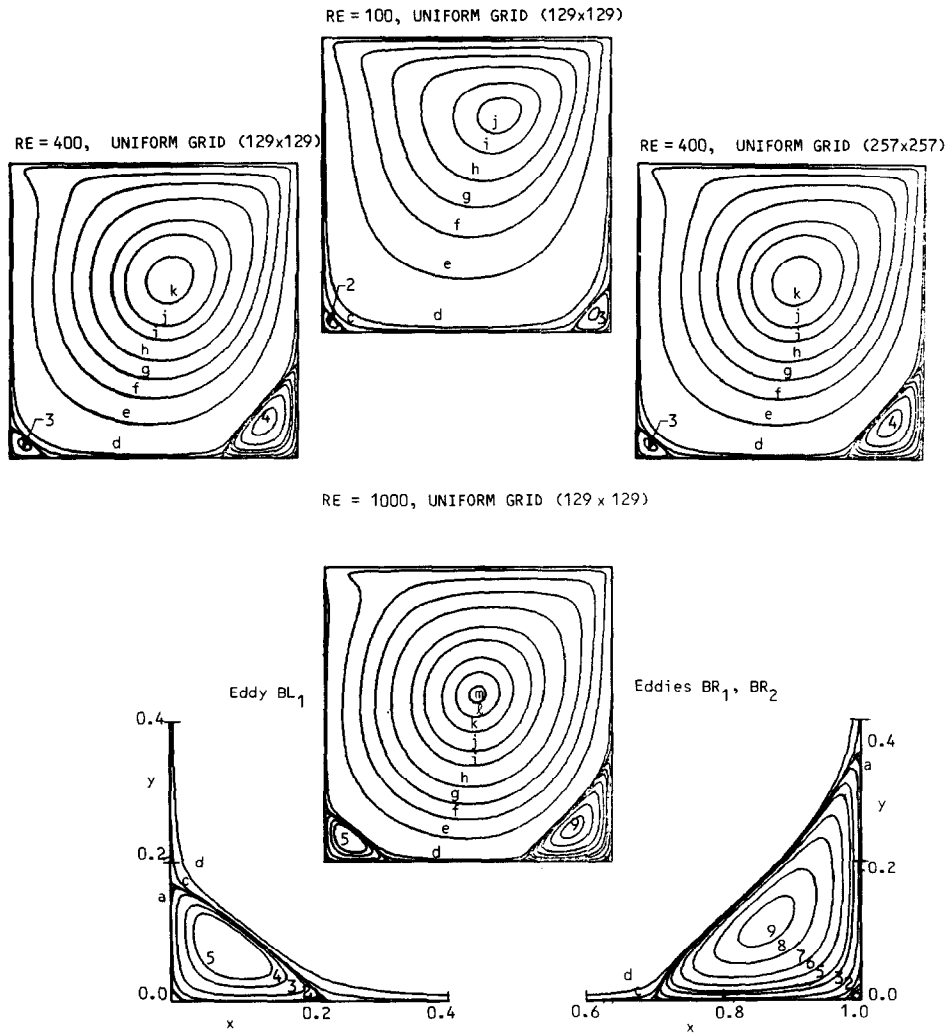 RE = 100, UNIFORM GRID (129x129)
j
i
h
g
f
e
d
2
c
3
RE = 400, UNIFORM GRID (129x129)
k
j
i
h
g
f
e
d
3
4
RE = 400, UNIFORM GRID (257x257)
k
j
i
h
g
f
e
d
3
4
RE = 1000, UNIFORM GRID (129 x 129)
m
ℓ
k
j
i
h
g
f
e
d
5
9
Eddy BL1
0.4
y
0.2
d
c
a
5
4
3
2
0.0
0.2
0.4
x
Eddies BR1, BR2
0.4
a
y
0.2
9
8
7
6
5
3
2
d
c
0.0
0.6
0.8
1.0
x